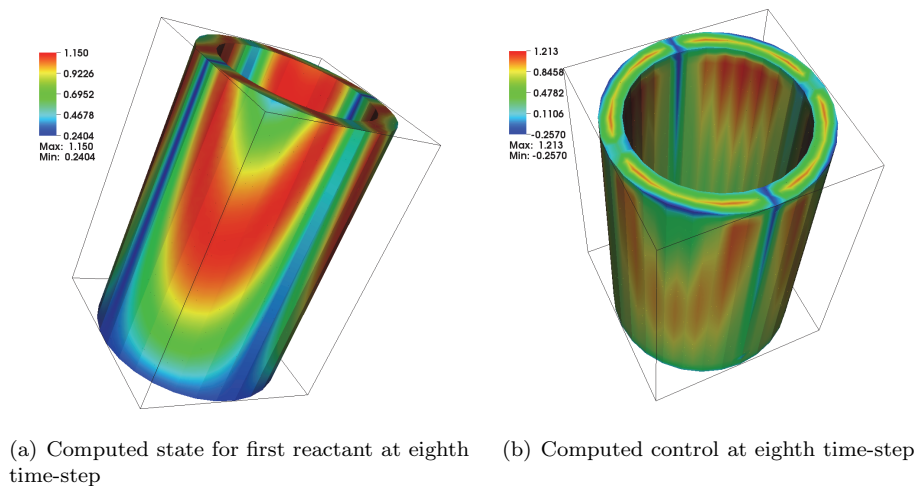 1.150
0.9226
0.6952
0.4678
0.2404
Max: 1.150
Min: 0.2404
1.213
0.8458
0.4782
0.1106
-0.2570
Max: 1.213
Min: -0.2570
(a) Computed state for first reactant at eighth
time-step
(b) Computed control at eighth time-step